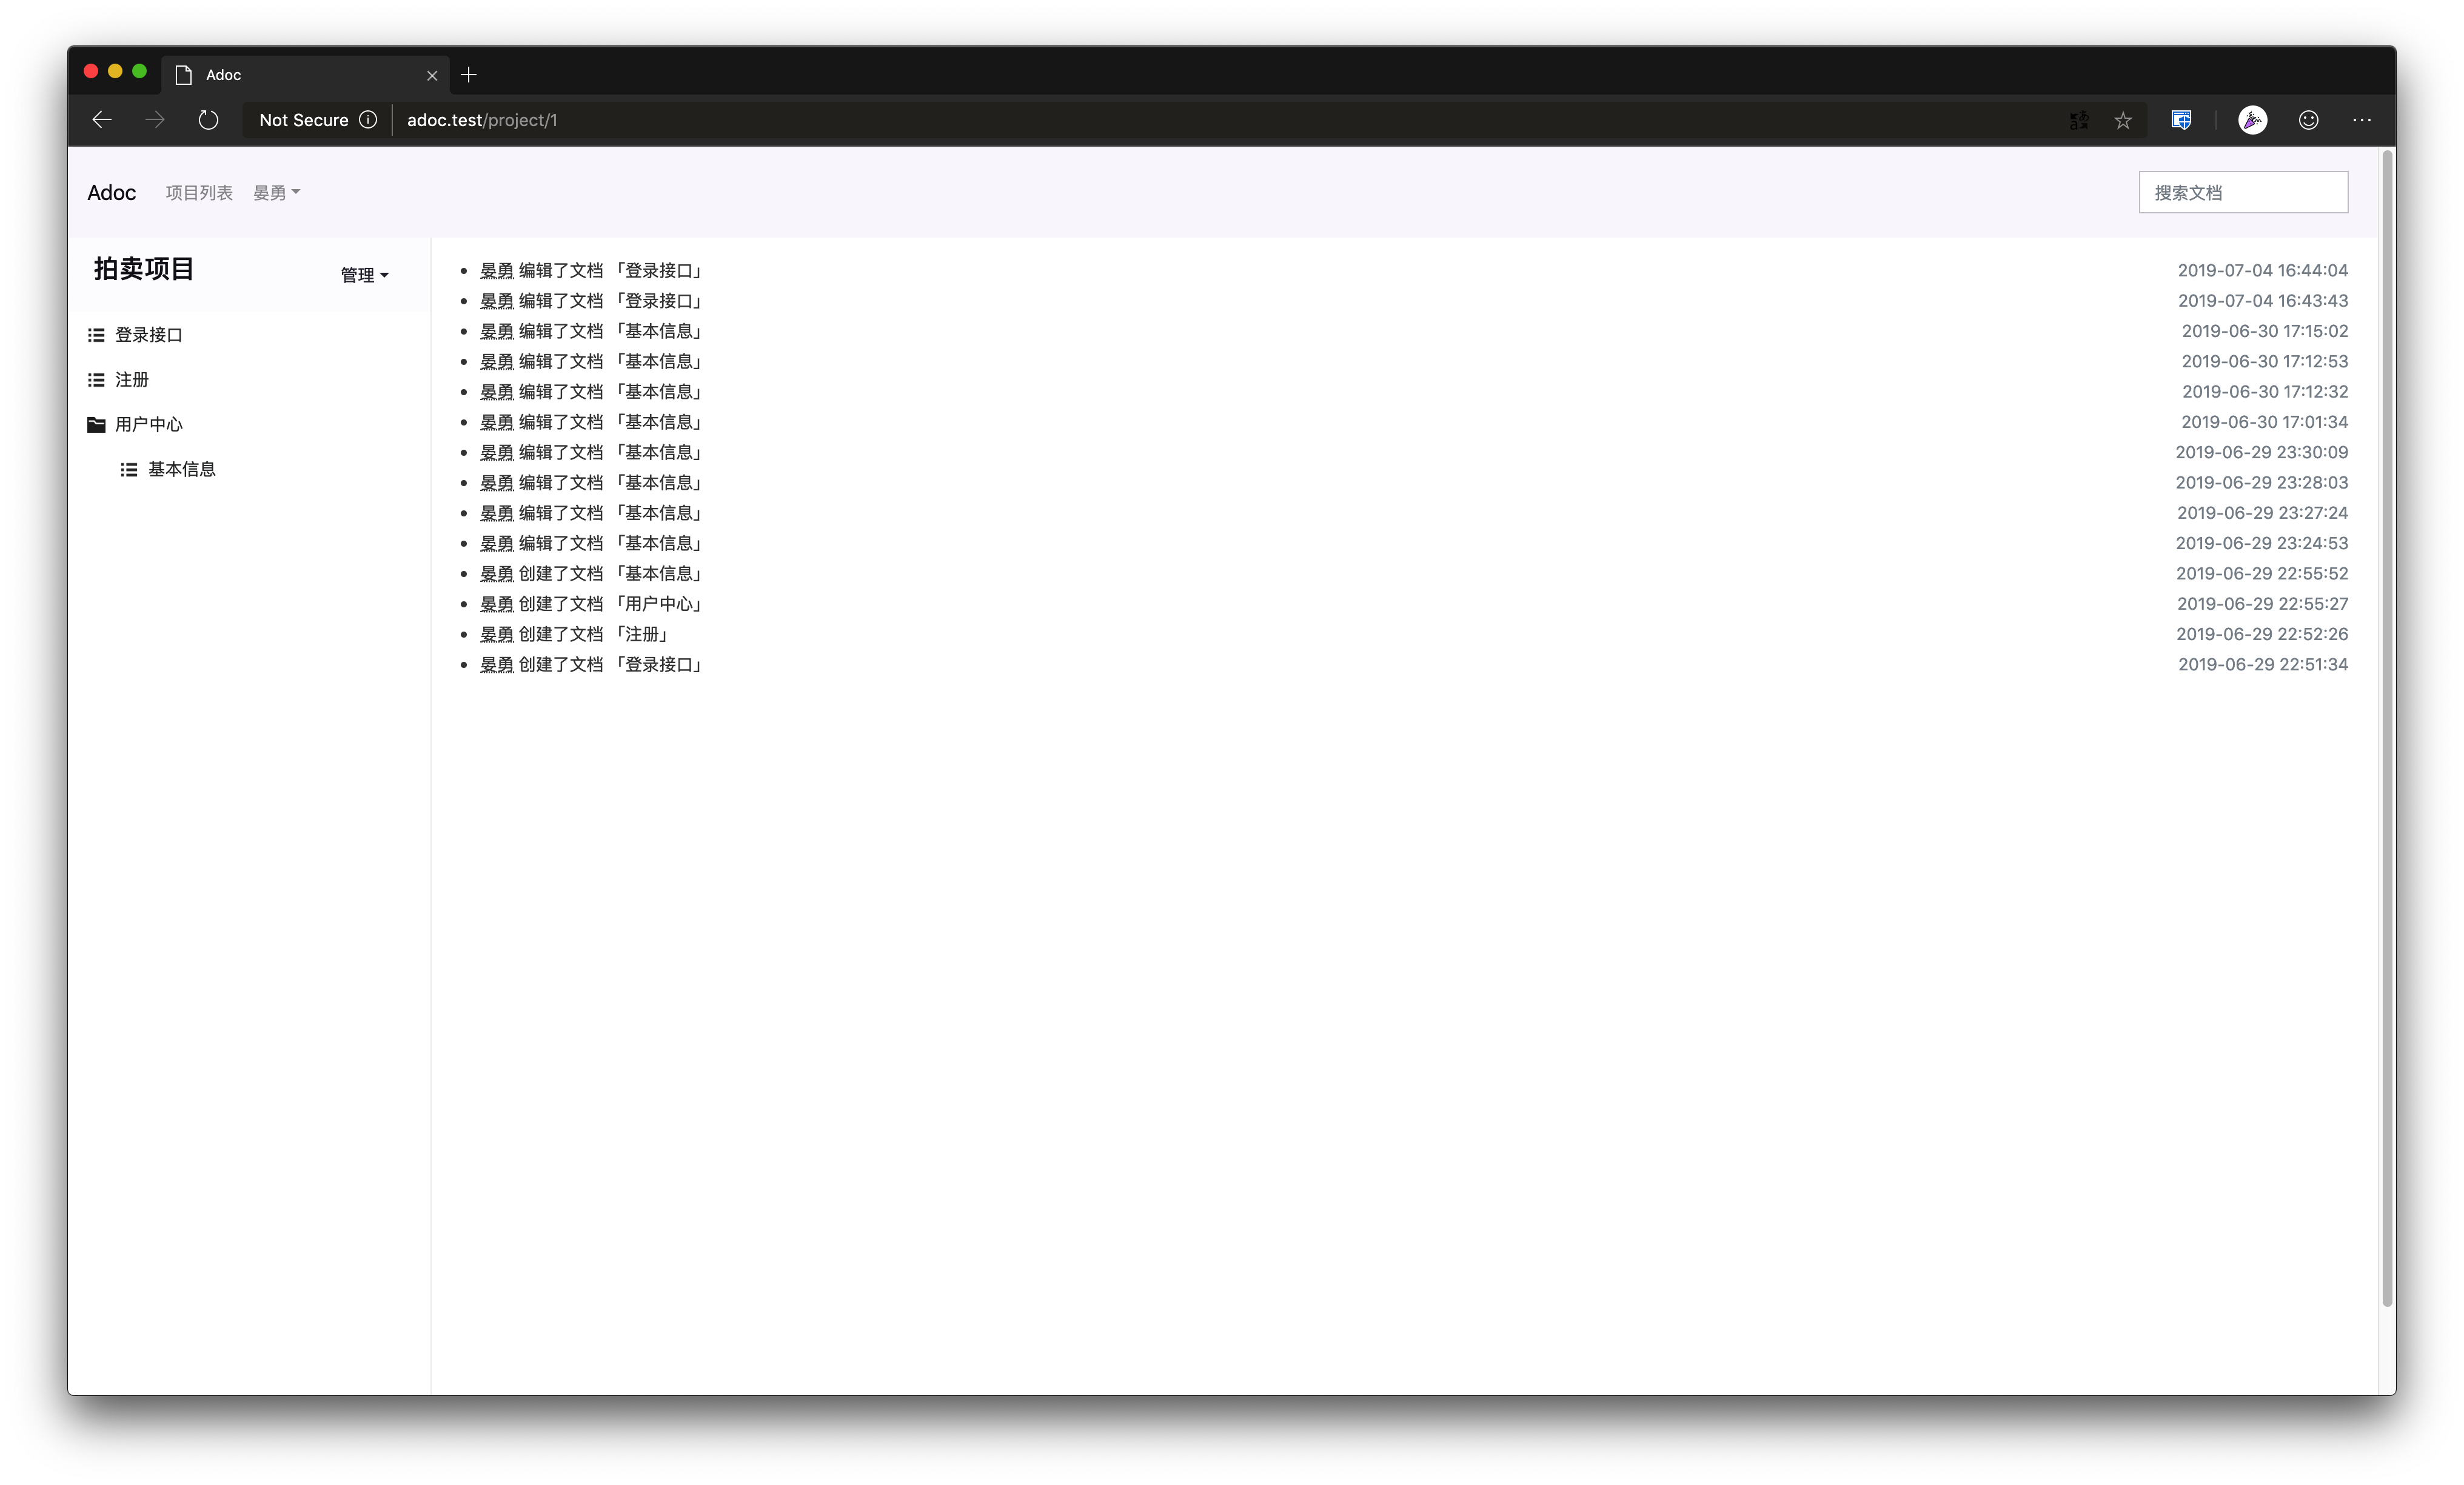 Adoc
Not Secure adoc.test/project/1
Adoc 项目列表 晏勇 搜索文档
拍卖项目 管理
登录接口
注册
用户中心
基本信息
晏勇 编辑了文档 「登录接口」 2019-07-04 16:44:04
晏勇 编辑了文档 「登录接口」 2019-07-04 16:43:43
晏勇 编辑了文档 「基本信息」 2019-06-30 17:15:02
晏勇 编辑了文档 「基本信息」 2019-06-30 17:12:53
晏勇 编辑了文档 「基本信息」 2019-06-30 17:12:32
晏勇 编辑了文档 「基本信息」 2019-06-30 17:01:34
晏勇 编辑了文档 「基本信息」 2019-06-29 23:30:09
晏勇 编辑了文档 「基本信息」 2019-06-29 23:28:03
晏勇 编辑了文档 「基本信息」 2019-06-29 23:27:24
晏勇 编辑了文档 「基本信息」 2019-06-29 23:24:53
晏勇 创建了文档 「基本信息」 2019-06-29 22:55:52
晏勇 创建了文档 「用户中心」 2019-06-29 22:55:27
晏勇 创建了文档 「注册」 2019-06-29 22:52:26
晏勇 创建了文档 「登录接口」 2019-06-29 22:51:34